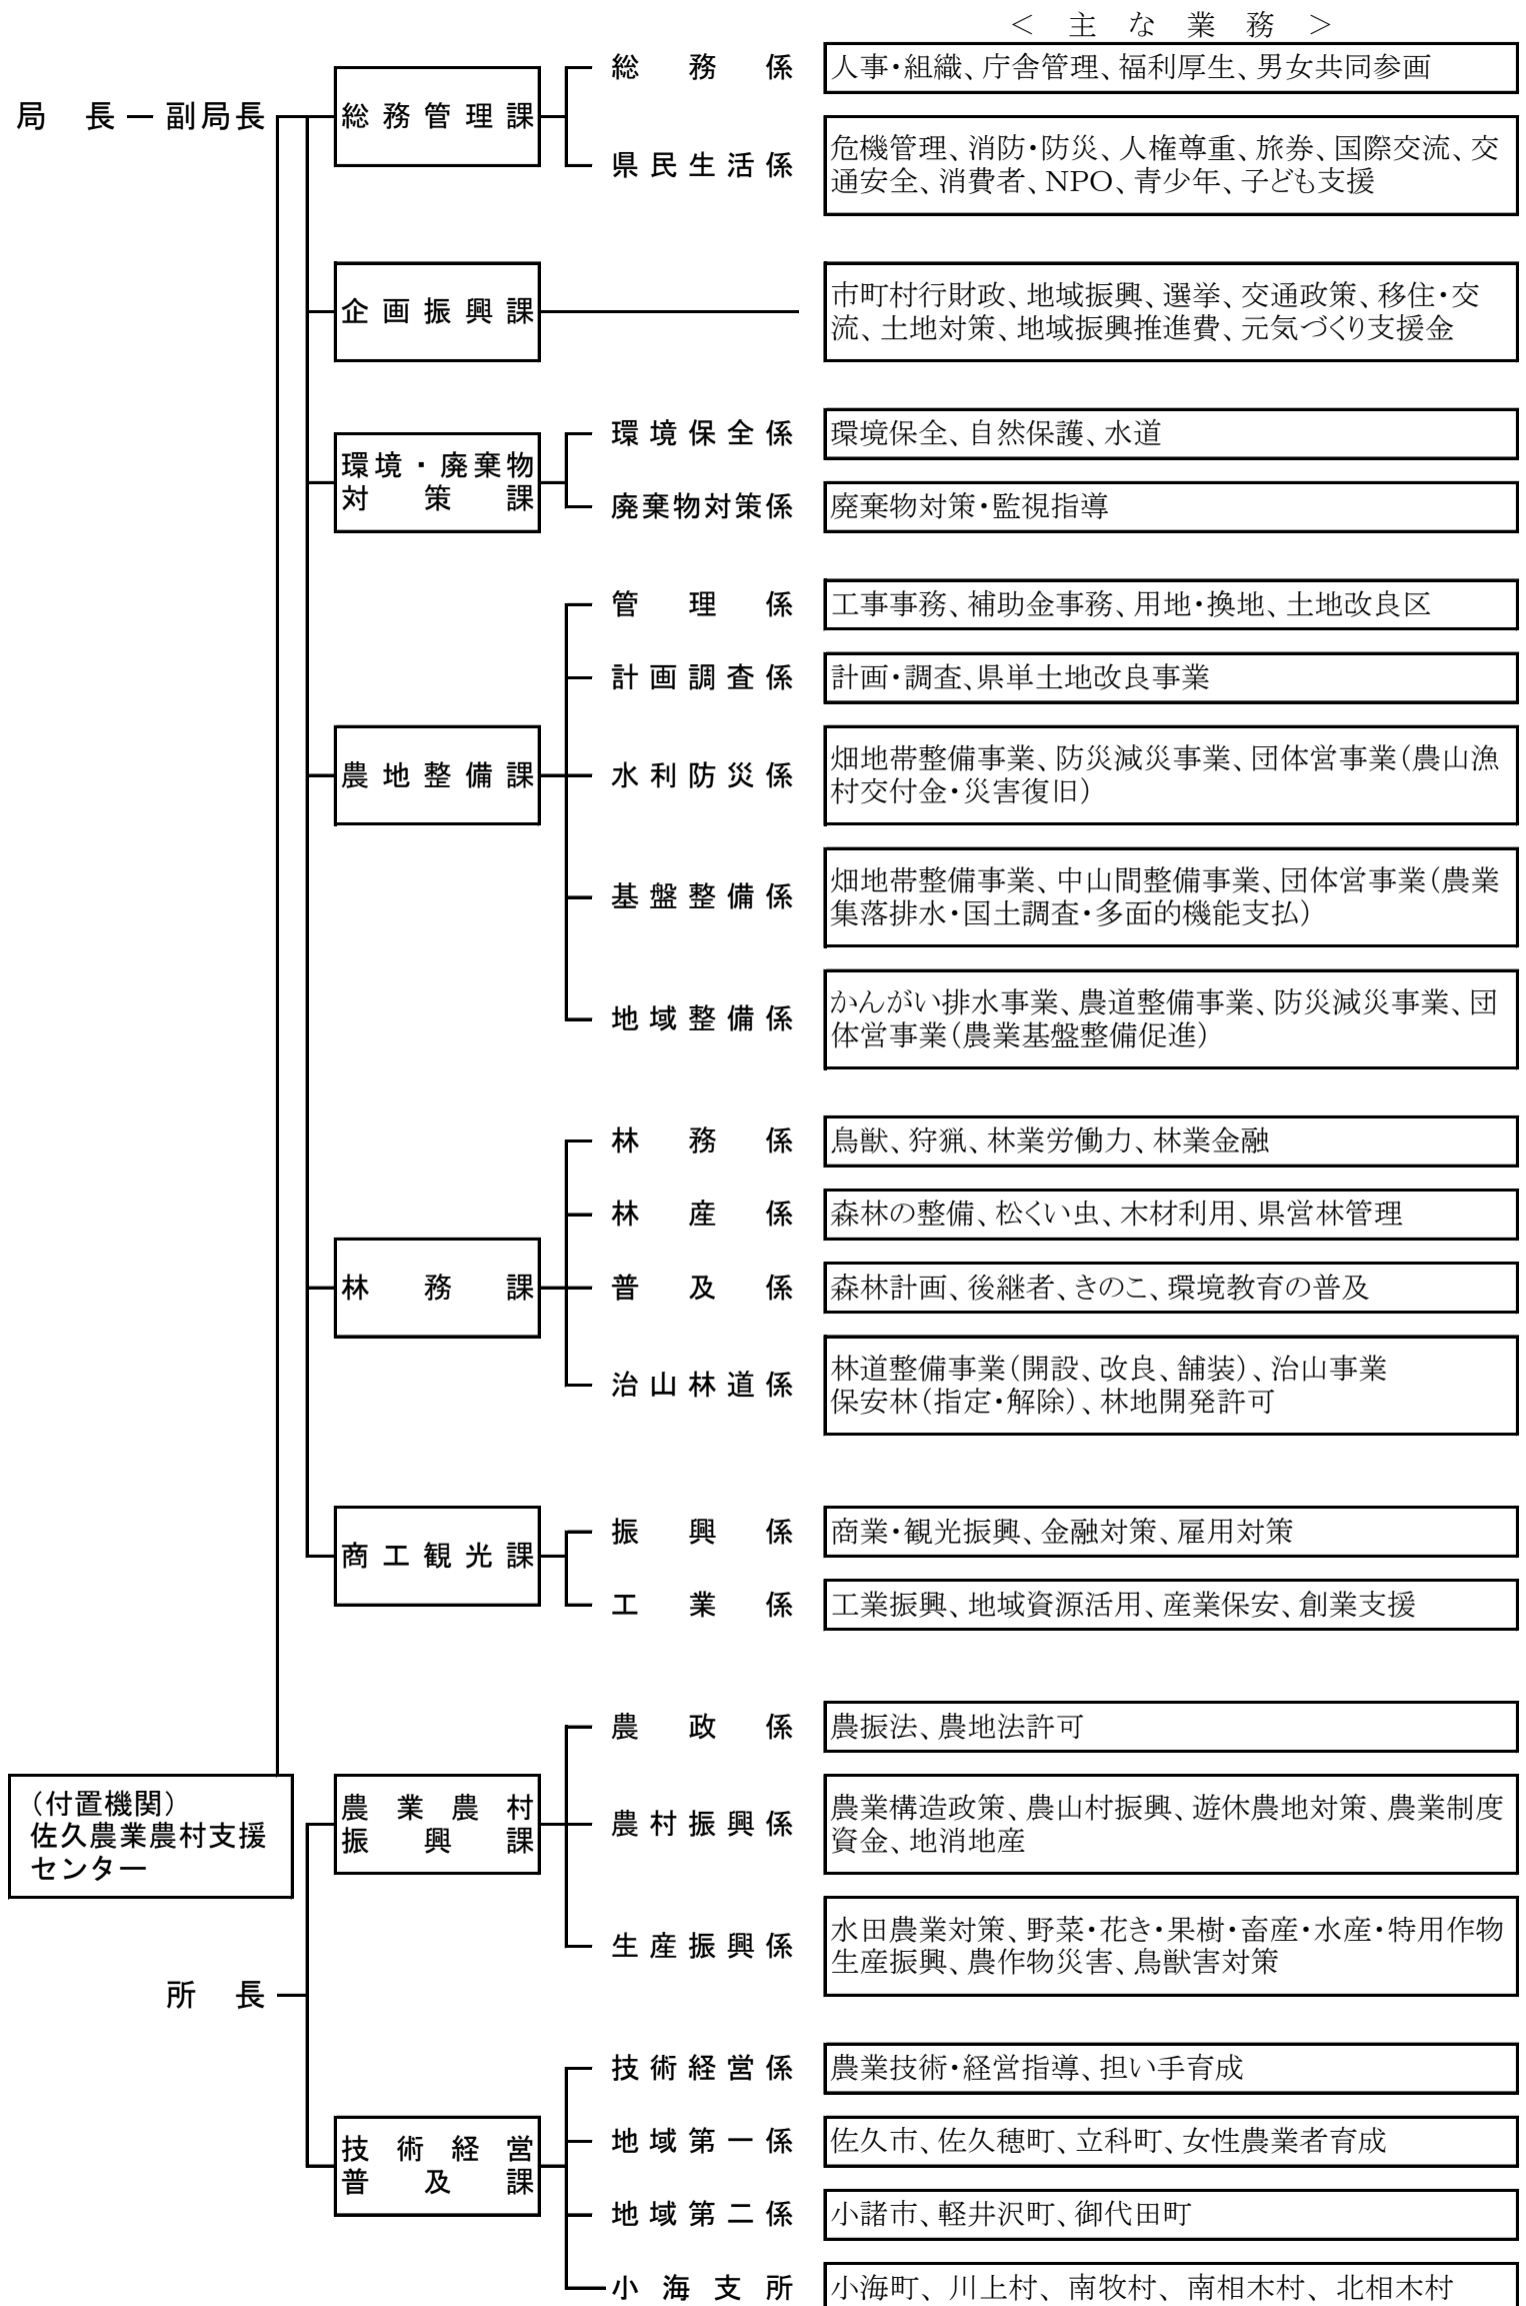 ＜ 主 な 業 務 ＞
総務係
人事・組織、庁舎管理、福利厚生、男女共同参画
局長 副局長
総務管理課
県民生活係
危機管理、消防・防災、人権尊重、旅券、国際交流、交
通安全、消費者、NPO、青少年、子ども支援
企画振興課
市町村行財政、地域振興、選挙、交通政策、移住・交
流、土地対策、地域振興推進費、元気づくり支援金
環境・廃棄物
対策課
環境保全係
環境保全、自然保護、水道
廃棄物対策係
廃棄物対策・監視指導
農地整備課
管理係
工事事務、補助金事務、用地・換地、土地改良区
計画調査係
計画・調査、県単土地改良事業
水利防災係
畑地帯整備事業、防災減災事業、団体営事業（農山漁
村交付金・災害復旧）
基盤整備係
畑地帯整備事業、中山間整備事業、団体営事業（農業
集落排水・国土調査・多面的機能支払）
地域整備係
かんがい排水事業、農道整備事業、防災減災事業、団
体営事業（農業基盤整備促進）
林務課
林務係
鳥獣、狩猟、林業労働力、林業金融
林産係
森林の整備、松くい虫、木材利用、県営林管理
普及係
森林計画、後継者、きのこ、環境教育の普及
治山林道係
林道整備事業（開設、改良、舗装）、治山事業
保安林（指定・解除）、林地開発許可
商工観光課
振興係
商業・観光振興、金融対策、雇用対策
工業係
工業振興、地域資源活用、産業保安、創業支援
（付置機関）
佐久農業農村支援
センター
所長
農業農村
振興課
農政係
農振法、農地法許可
農村振興係
農業構造政策、農山村振興、遊休農地対策、農業制度
資金、地消地産
生産振興係
水田農業対策、野菜・花き・果樹・畜産・水産・特用作物
生産振興、農作物災害、鳥獣害対策
技術経営
普及課
技術経営係
農業技術・経営指導、担い手育成
地域第一係
佐久市、佐久穂町、立科町、女性農業者育成
地域第二係
小諸市、軽井沢町、御代田町
小海支所
小海町、川上村、南牧村、南相木村、北相木村